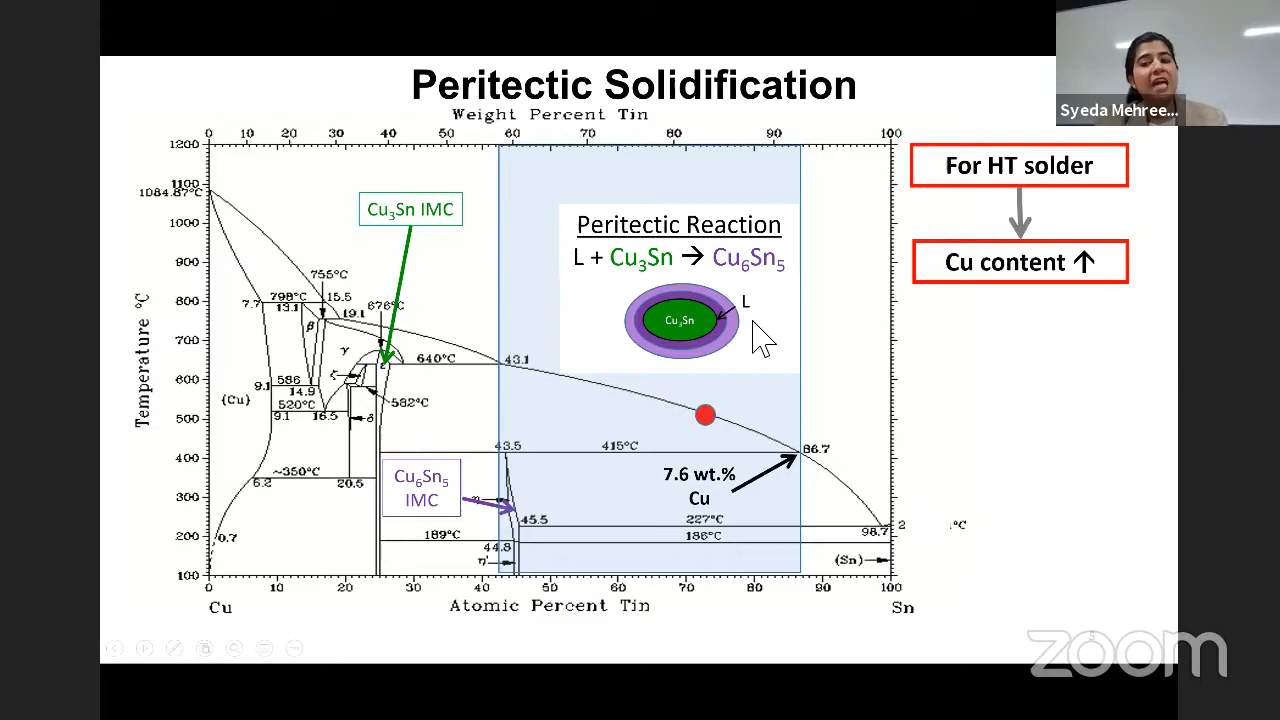 Peritectic Solidification
Syeda Mehree...
Weight Percent Tin
0 10 20 30 40 50 60 70 80 90 100
1200
1100
1084.87°C
1000
900
800
700
600
500
400
300
200
100
Temperature °C
For HT solder
Cu content ↑
Cu₃Sn IMC
Peritectic Reaction
L + Cu₃Sn → Cu₆Sn₅
L
Cu₃Sn
755°C
798°C
15.5
7.7
13.1
19.1
676°C
β
γ
640°C
43.1
ε
ζ
586
9.1
14.9
582°C
{Cu)
520°C
9.1
16.5
δ
43.5
415°C
86.7
~350°C
6.2
20.5
Cu₆Sn₅
IMC
η
7.6 wt.%
Cu
45.5
227°C
98.7
0.7
189°C
44.8
186°C
η'
(Sn)
0 10 20 30 40 50 60 70 80 90 100
Cu
Atomic Percent Tin
Sn
5
zoom